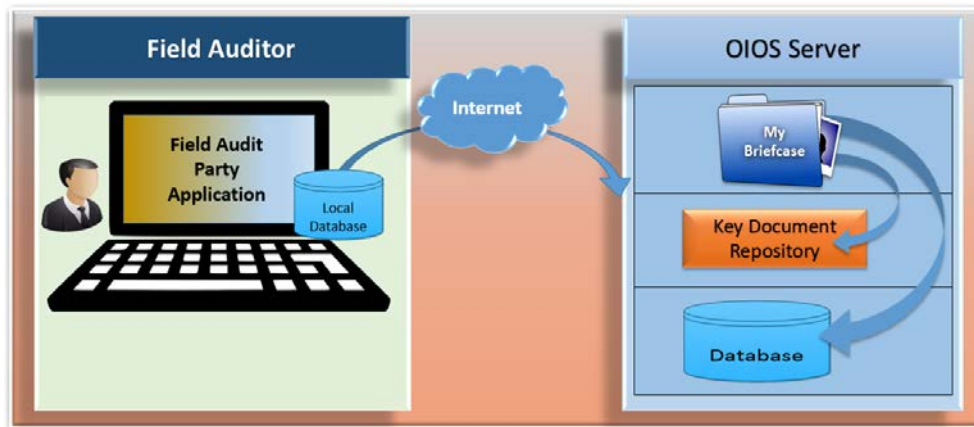 Field Auditor
Field Audit
Party
Application
Local
Database
Internet
OIOS Server
My
Briefcase
Key Document
Repository
Database